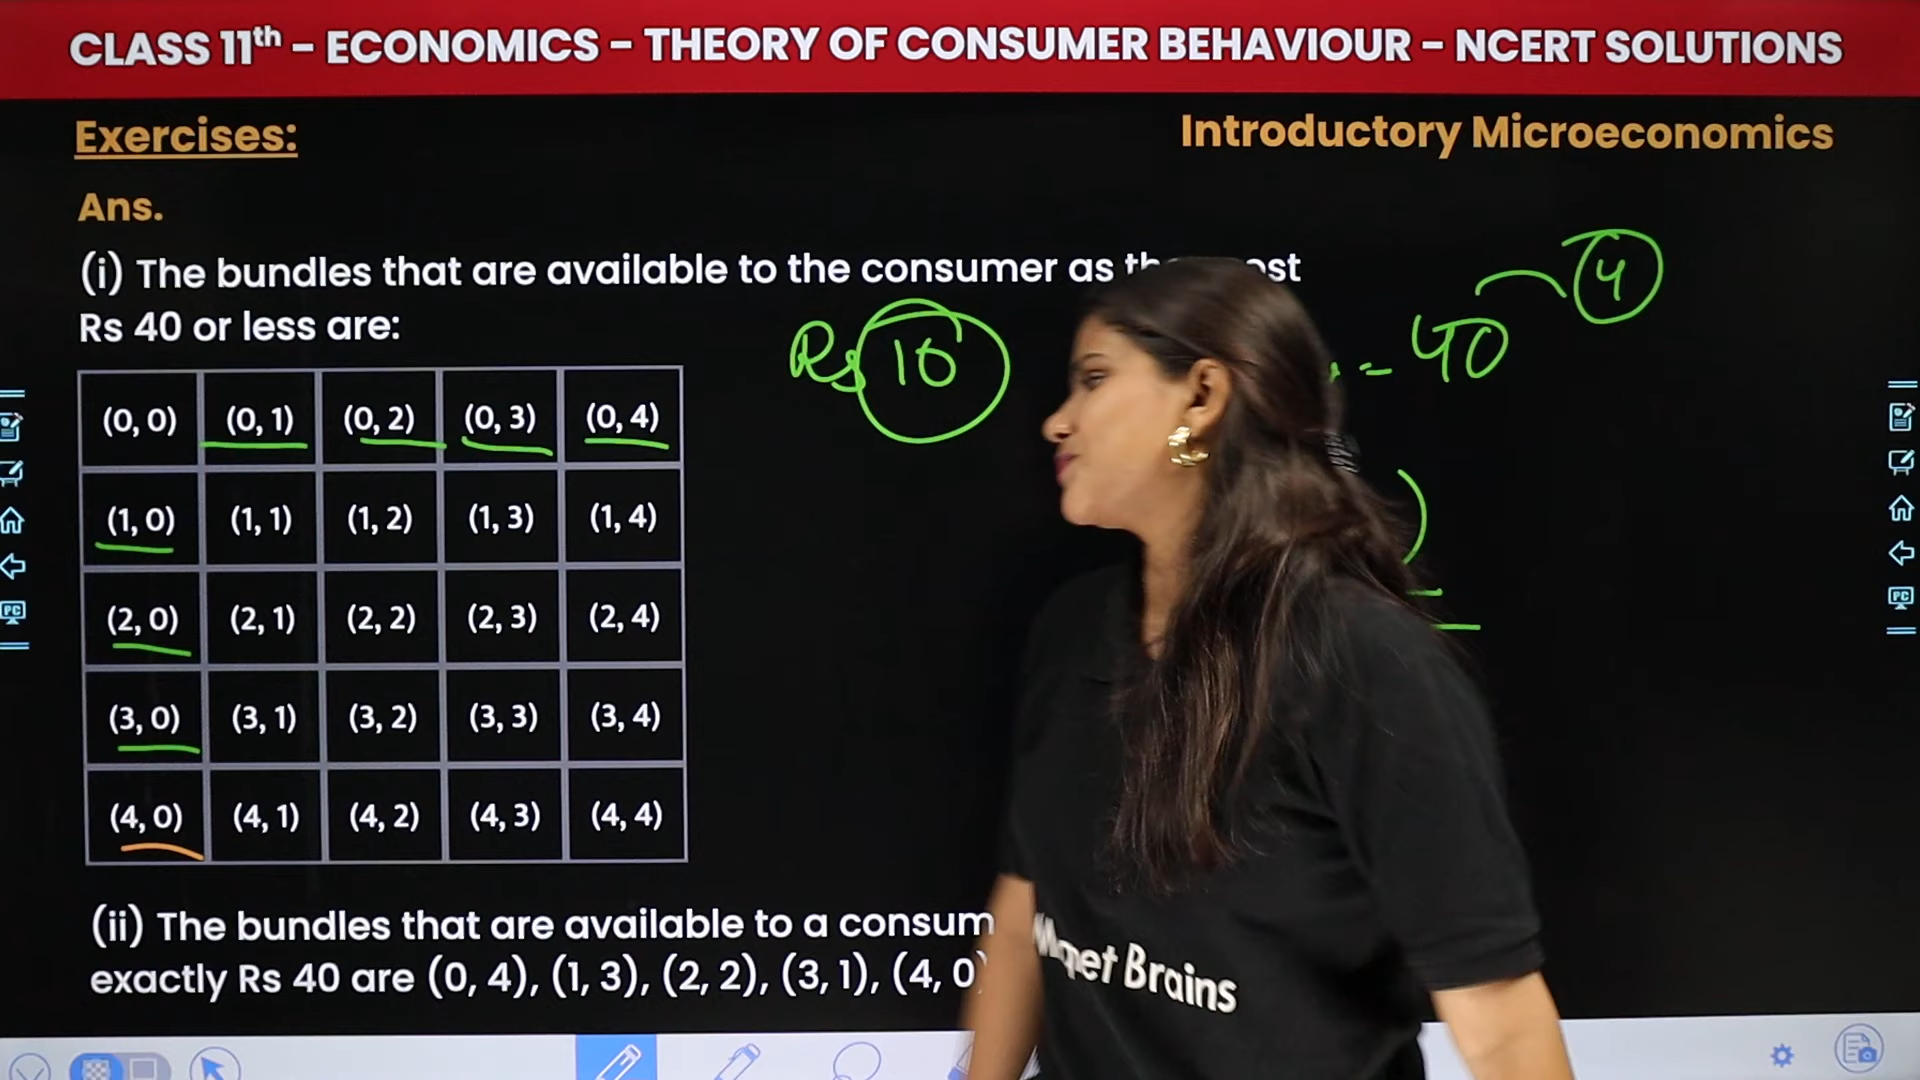 CLASS 11th – ECONOMICS – THEORY OF CONSUMER BEHAVIOUR – NCERT SOLUTIONS
Exercises:
Introductory Microeconomics
Ans.
(i) The bundles that are available to the consumer as
Rs 40 or less are:
Rs 10
= 40
4
(0, 0) (0, 1) (0, 2) (0, 3) (0, 4)
(1, 0) (1, 1) (1, 2) (1, 3) (1, 4)
(2, 0) (2, 1) (2, 2) (2, 3) (2, 4)
(3, 0) (3, 1) (3, 2) (3, 3) (3, 4)
(4, 0) (4, 1) (4, 2) (4, 3) (4, 4)
(ii) The bundles that are available to a consum
exactly Rs 40 are (0, 4), (1, 3), (2, 2), (3, 1), (4, 0)
Brains
PC
PC